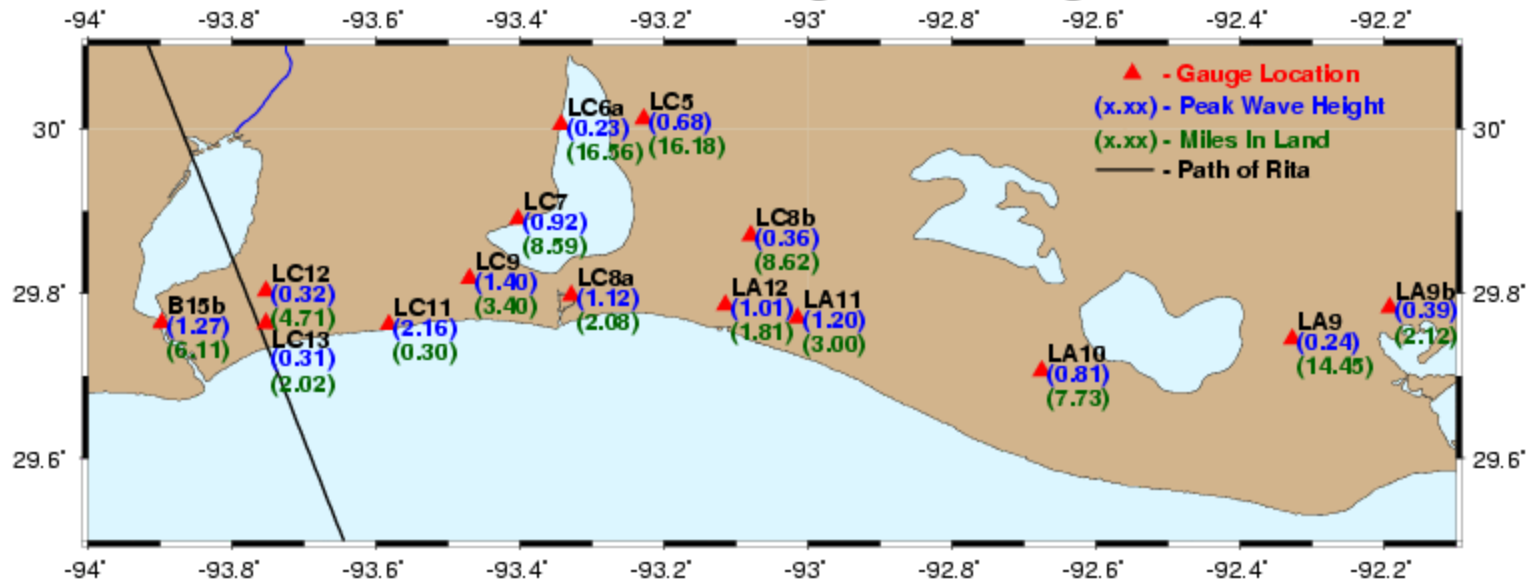 -94˚ -93.8˚ -93.6˚ -93.4˚ -93.2˚ -93˚ -92.8˚ -92.6˚ -92.4˚ -92.2˚
- Gauge Location
(x.xx) - Peak Wave Height
(x.xx) - Miles In Land
- Path of Rita
30˚
30˚
29.8˚
29.8˚
29.6˚
29.6˚
LC6a
(0.23)
(16.56)
LC5
(0.68)
(16.18)
LC7
(0.92)
(8.59)
LC8b
(0.36)
(8.62)
LC9
(1.40)
(3.40)
LC8a
(1.12)
(2.08)
LC12
(0.32)
(4.71)
LC13
(0.31)
(2.02)
B15b
(1.27)
(6.11)
LC11
(2.16)
(0.30)
LA12
(1.01)
(1.81)
LA11
(1.20)
(3.00)
LA10
(0.81)
(7.73)
LA9
(0.24)
(14.45)
LA9b
(0.39)
(2.12)
-94˚ -93.8˚ -93.6˚ -93.4˚ -93.2˚ -93˚ -92.8˚ -92.6˚ -92.4˚ -92.2˚